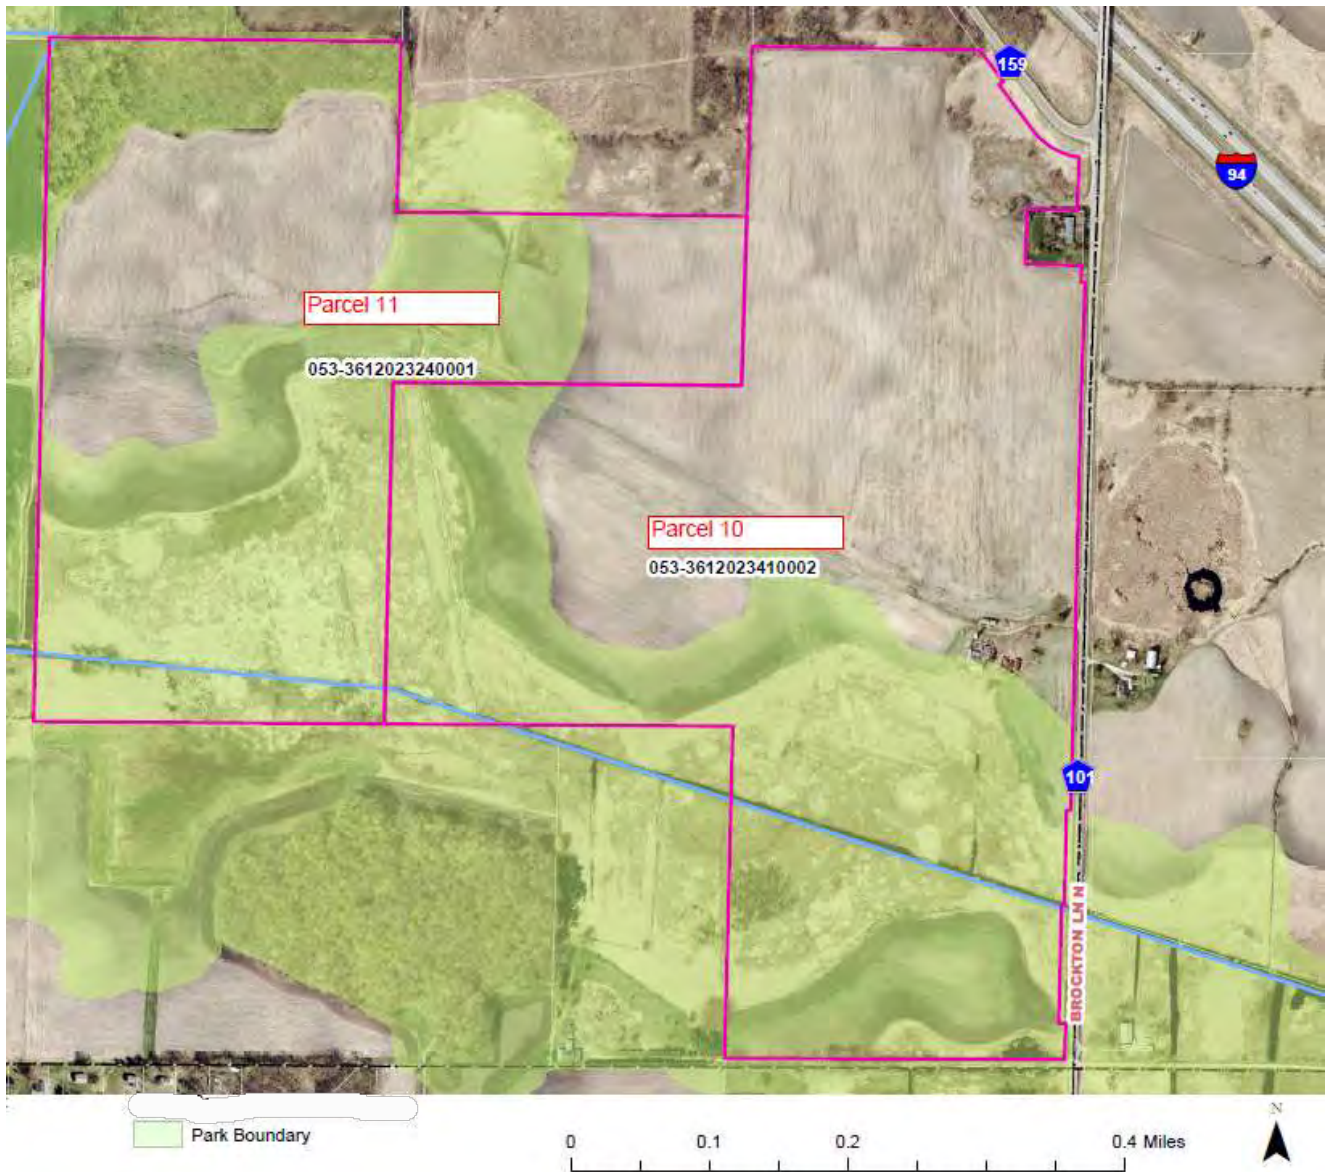 159
94
Parcel 11
053-3612023240001
Parcel 10
053-3612023410002
101
BROCKTON LN N
N
Park Boundary
0 0.1 0.2 0.4 Miles